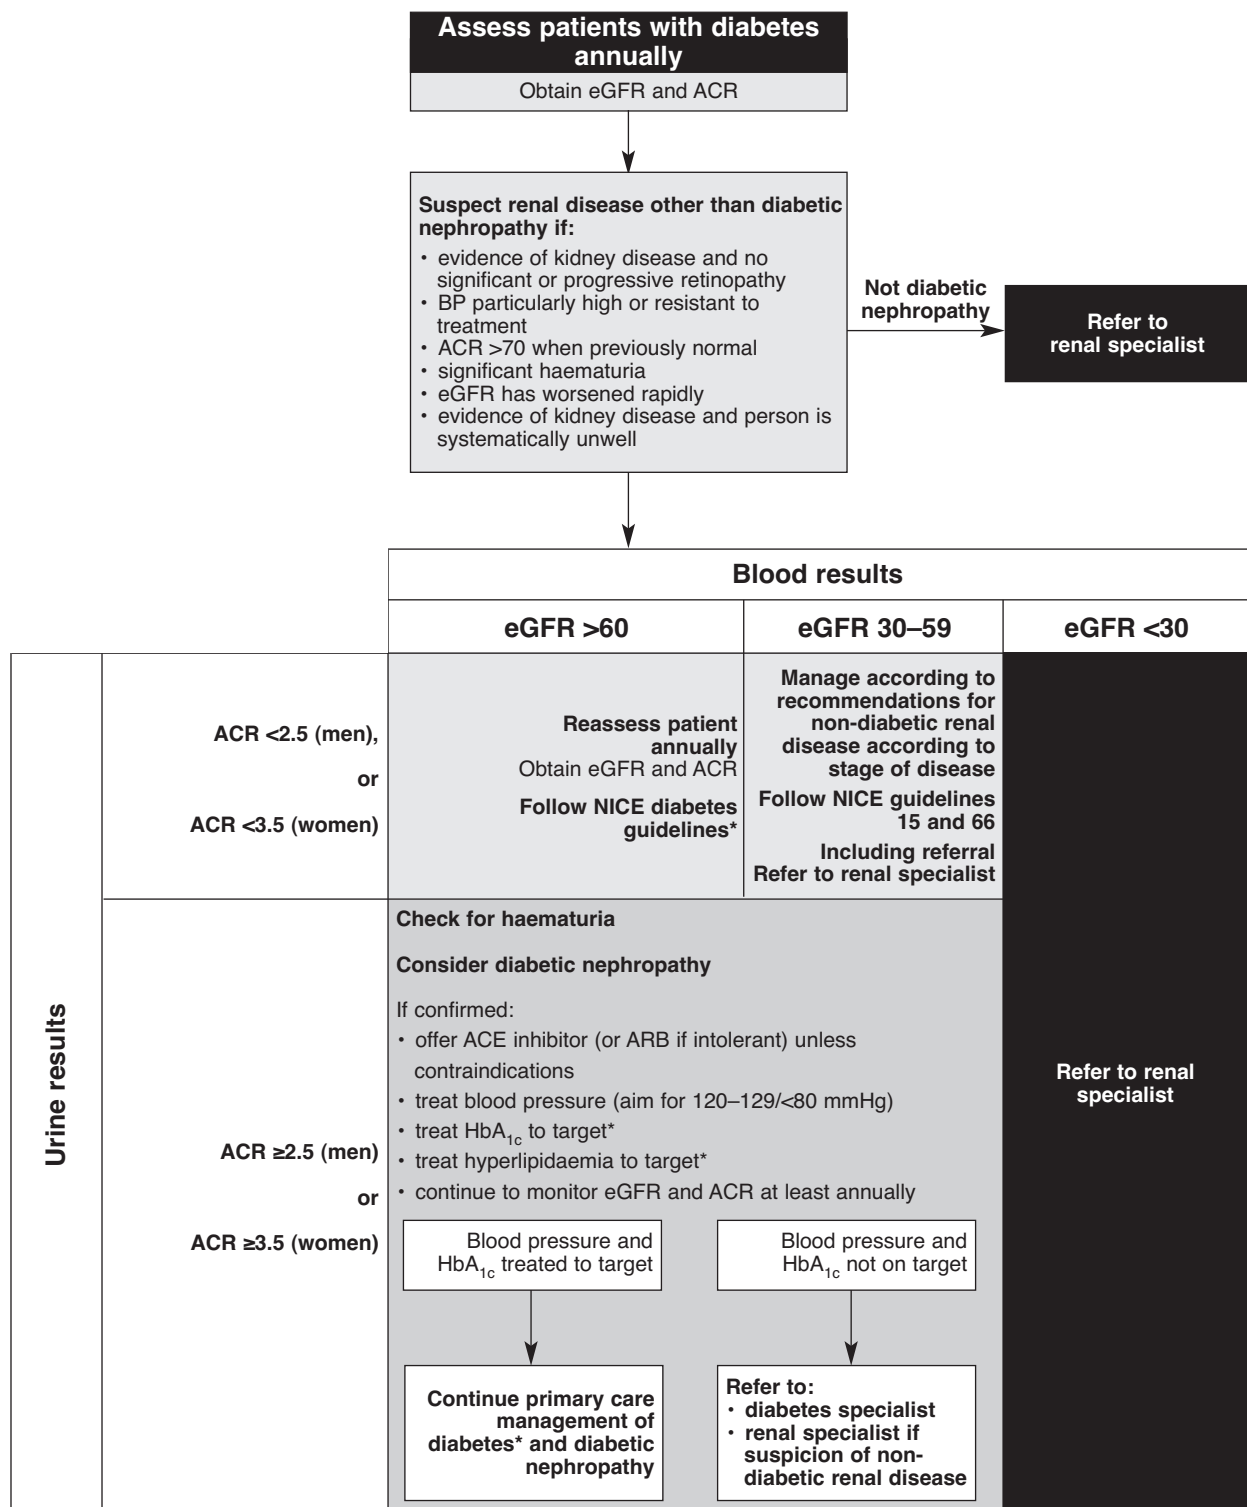 Assess patients with diabetes
annually
Obtain eGFR and ACR
Suspect renal disease other than diabetic
nephropathy if:
• evidence of kidney disease and no
significant or progressive retinopathy
• BP particularly high or resistant to
treatment
• ACR >70 when previously normal
• significant haematuria
• eGFR has worsened rapidly
• evidence of kidney disease and person is
systematically unwell
Not diabetic
nephropathy
Refer to
renal specialist
Blood results
eGFR >60
eGFR 30–59
eGFR <30
Urine results
ACR <2.5 (men),
or
ACR <3.5 (women)
Reassess patient
annually
Obtain eGFR and ACR
Follow NICE diabetes
guidelines*
Manage according to
recommendations for
non-diabetic renal
disease according to
stage of disease
Follow NICE guidelines
15 and 66
Including referral
Refer to renal specialist
Refer to renal
specialist
ACR ≥2.5 (men)
or
ACR ≥3.5 (women)
Check for haematuria
Consider diabetic nephropathy
If confirmed:
• offer ACE inhibitor (or ARB if intolerant) unless
contraindications
• treat blood pressure (aim for 120–129/<80 mmHg)
• treat HbA1c to target*
• treat hyperlipidaemia to target*
• continue to monitor eGFR and ACR at least annually
Blood pressure and
HbA1c treated to target
Blood pressure and
HbA1c not on target
Continue primary care
management of
diabetes* and diabetic
nephropathy
Refer to:
• diabetes specialist
• renal specialist if
suspicion of non-
diabetic renal disease